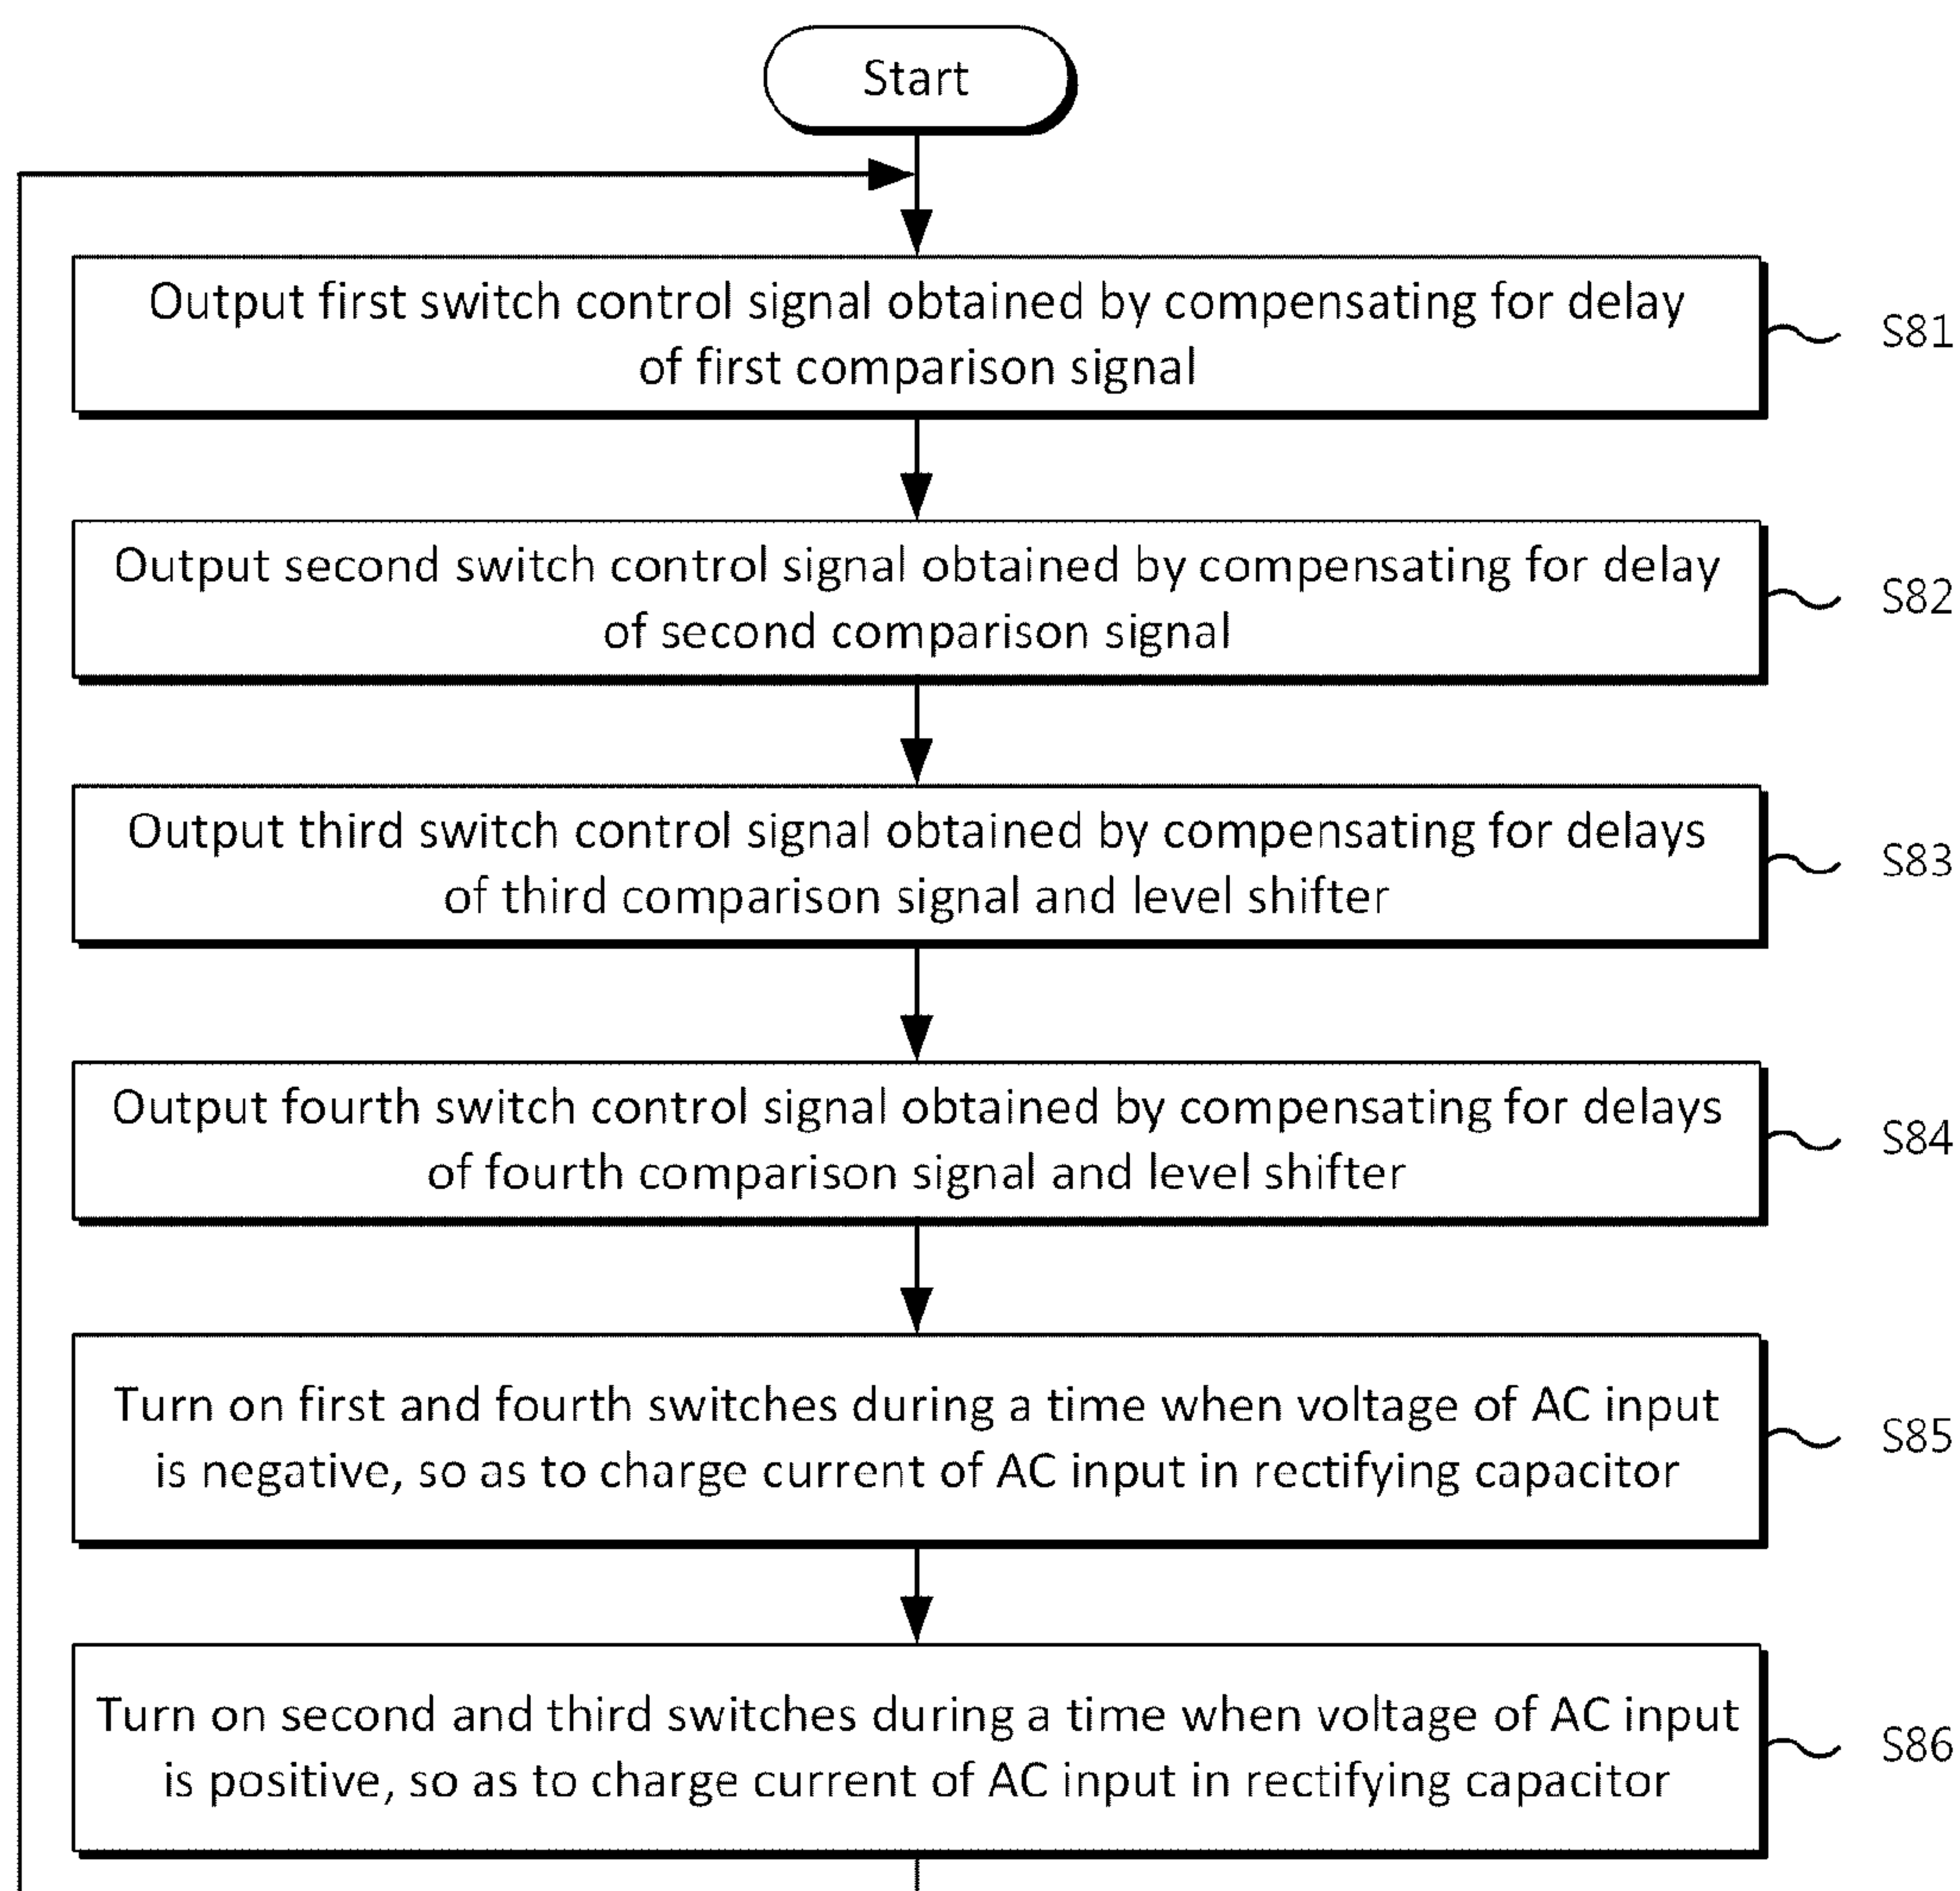 Start
Output first switch control signal obtained by compensating for delay
of first comparison signal
S81
Output second switch control signal obtained by compensating for delay
of second comparison signal
S82
Output third switch control signal obtained by compensating for delays
of third comparison signal and level shifter
S83
Output fourth switch control signal obtained by compensating for delays
of fourth comparison signal and level shifter
S84
Turn on first and fourth switches during a time when voltage of AC input
is negative, so as to charge current of AC input in rectifying capacitor
S85
Turn on second and third switches during a time when voltage of AC input
is positive, so as to charge current of AC input in rectifying capacitor
S86